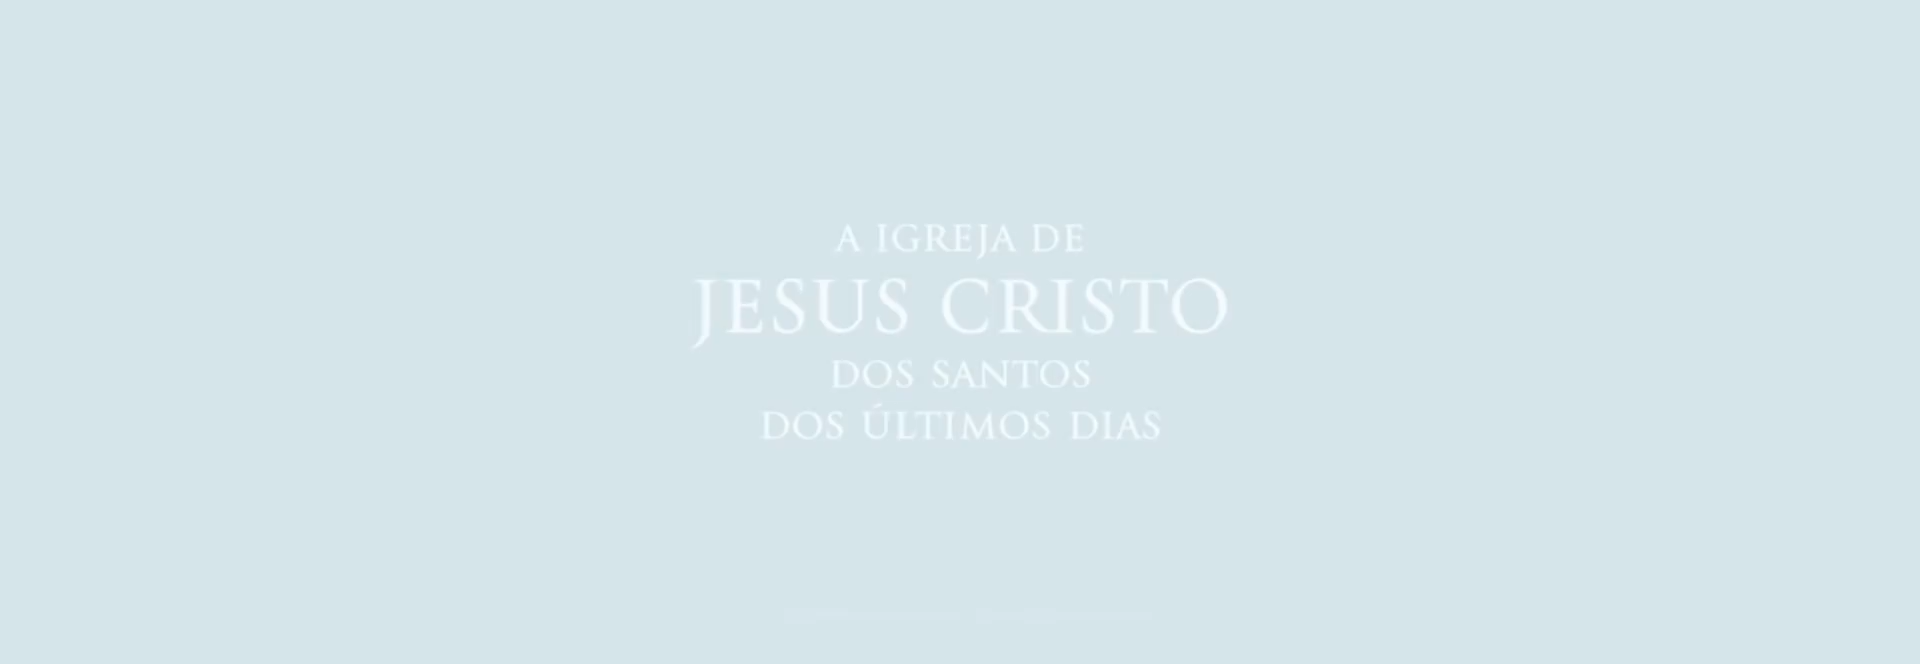 A IGREJA DE
JESUS CRISTO
DOS SANTOS
DOS ÚLTIMOS DIAS